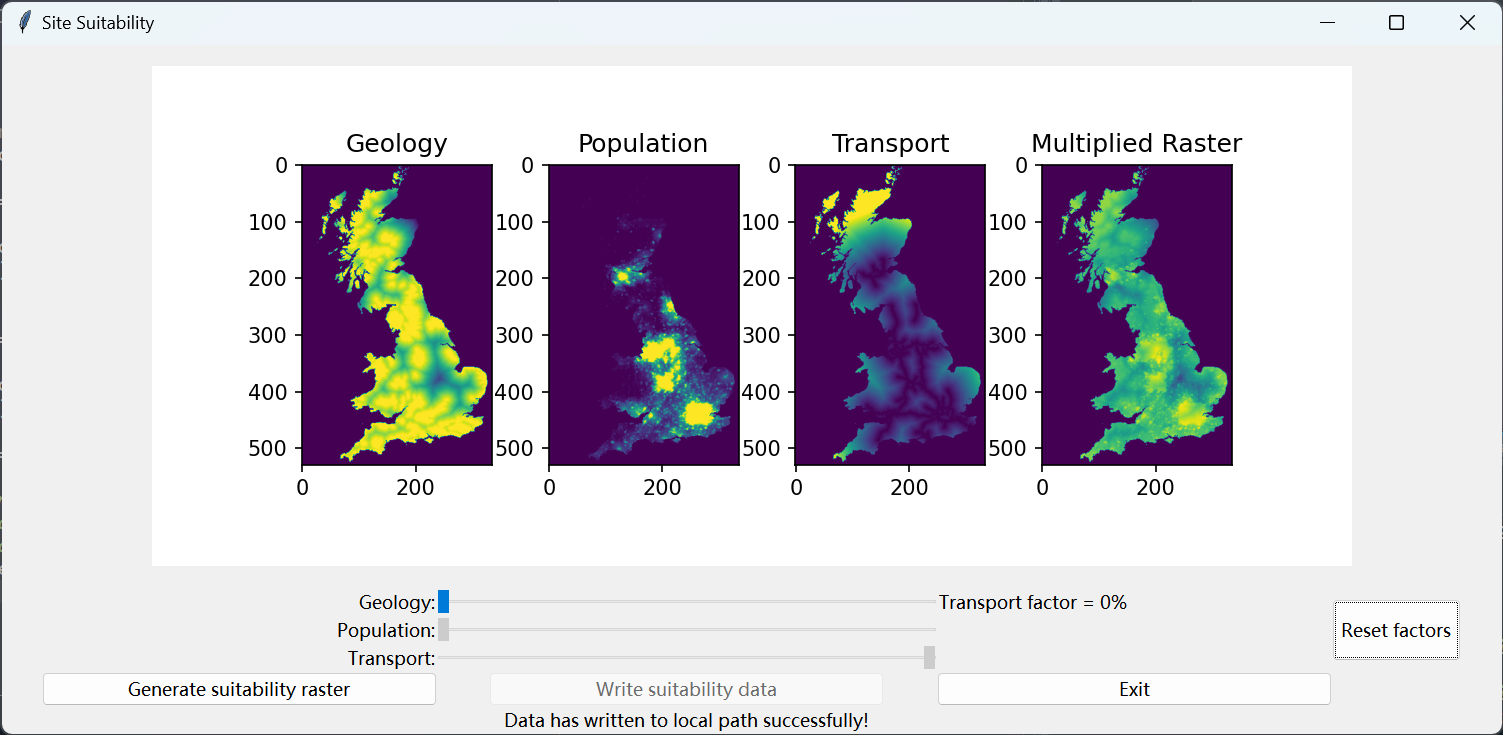 Site Suitability
Geology Population Transport Multiplied Raster
0 0 0 0
100 100 100 100
200 200 200 200
300 300 300 300
400 400 400 400
500 500 500 500
0 200 0 200 0 200 0 200
Geology: Transport factor = 0%
Population: Reset factors
Transport:
Generate suitability raster Write suitability data Exit
Data has written to local path successfully!